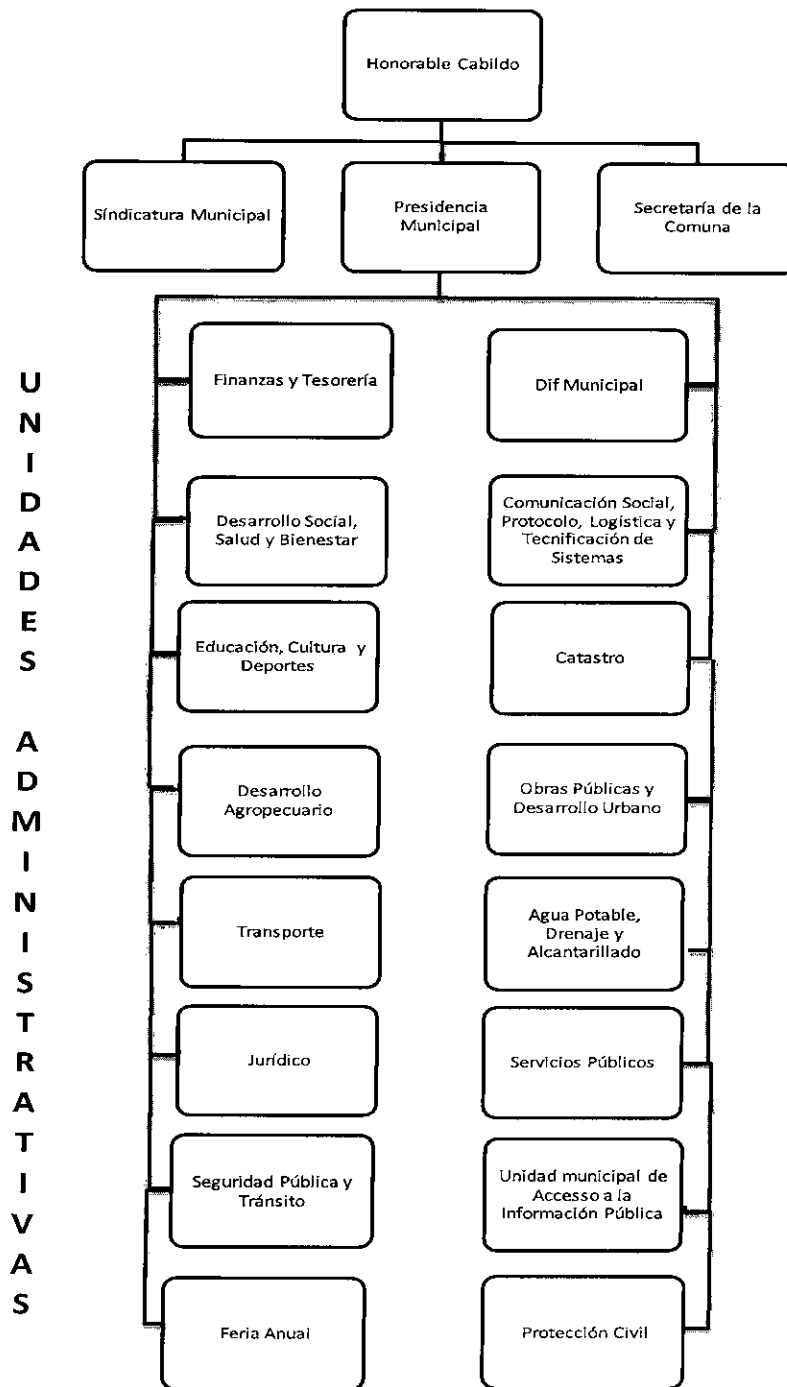 Honorable Cabildo
Síndicatura Municipal
Presidencia
Municipal
Secretaría de la
Comuna
UNIDADES ADMINISTRATIVAS
Finanzas y Tesorería
Dif Municipal
Desarrollo Social,
Salud y Bienestar
Comunicación Social,
Protocolo, Logística y
Tecnificación de
Sistemas
Educación, Cultura y
Deportes
Catastro
Desarrollo
Agropecuario
Obras Públicas y
Desarrollo Urbano
Transporte
Agua Potable,
Drenaje y
Alcantarillado
Jurídico
Servicios Públicos
Seguridad Pública y
Tránsito
Unidad municipal de
Accesso a la
Información Pública
Feria Anual
Protección Civil